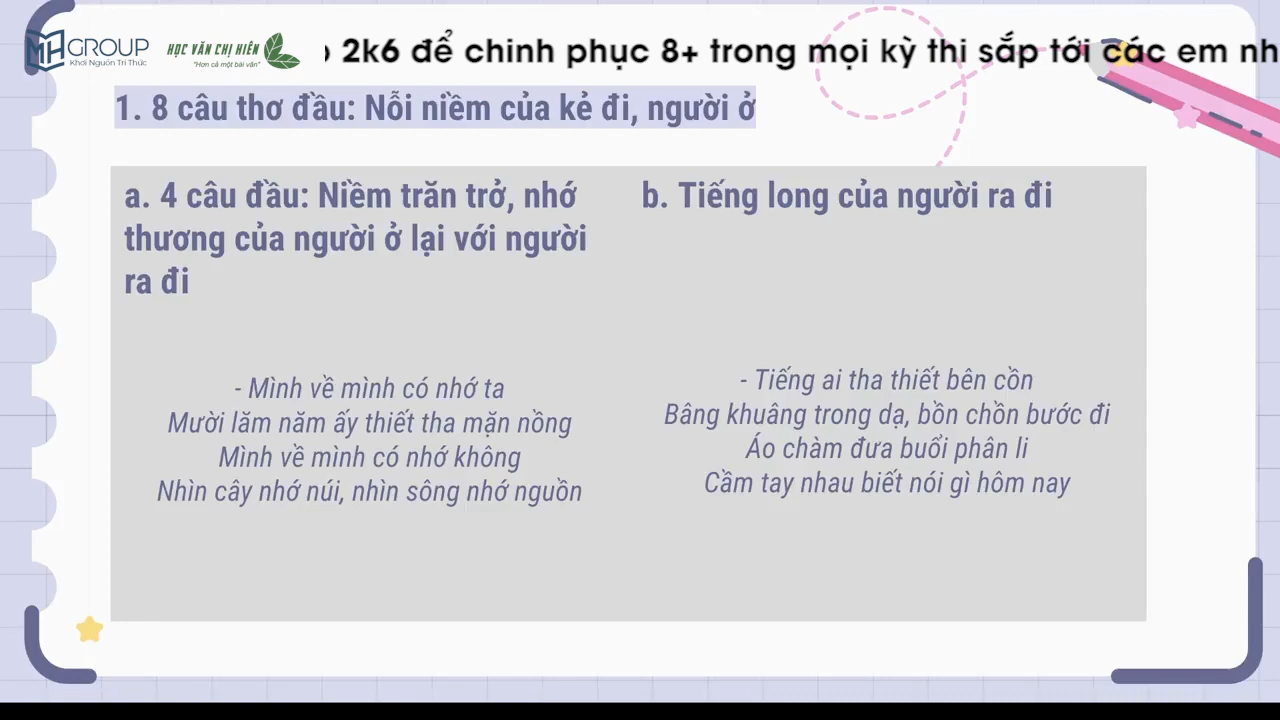 MH GROUP
Khơi Nguồn Tri Thức
HỌC VĂN CHỊ HIÊN
"Hơn cả một bài văn"
2k6 để chinh phục 8+ trong mọi kỳ thi sắp tới các em nh
1. 8 câu thơ đầu: Nỗi niềm của kẻ đi, người ở
a. 4 câu đầu: Niềm trăn trở, nhớ
thương của người ở lại với người
ra đi
- Mình về mình có nhớ ta
Mười lăm năm ấy thiết tha mặn nồng
Mình về mình có nhớ không
Nhìn cây nhớ núi, nhìn sông nhớ nguồn
b. Tiếng long của người ra đi
- Tiếng ai tha thiết bên cồn
Bâng khuâng trong dạ, bồn chồn bước đi
Áo chàm đưa buổi phân li
Cầm tay nhau biết nói gì hôm nay